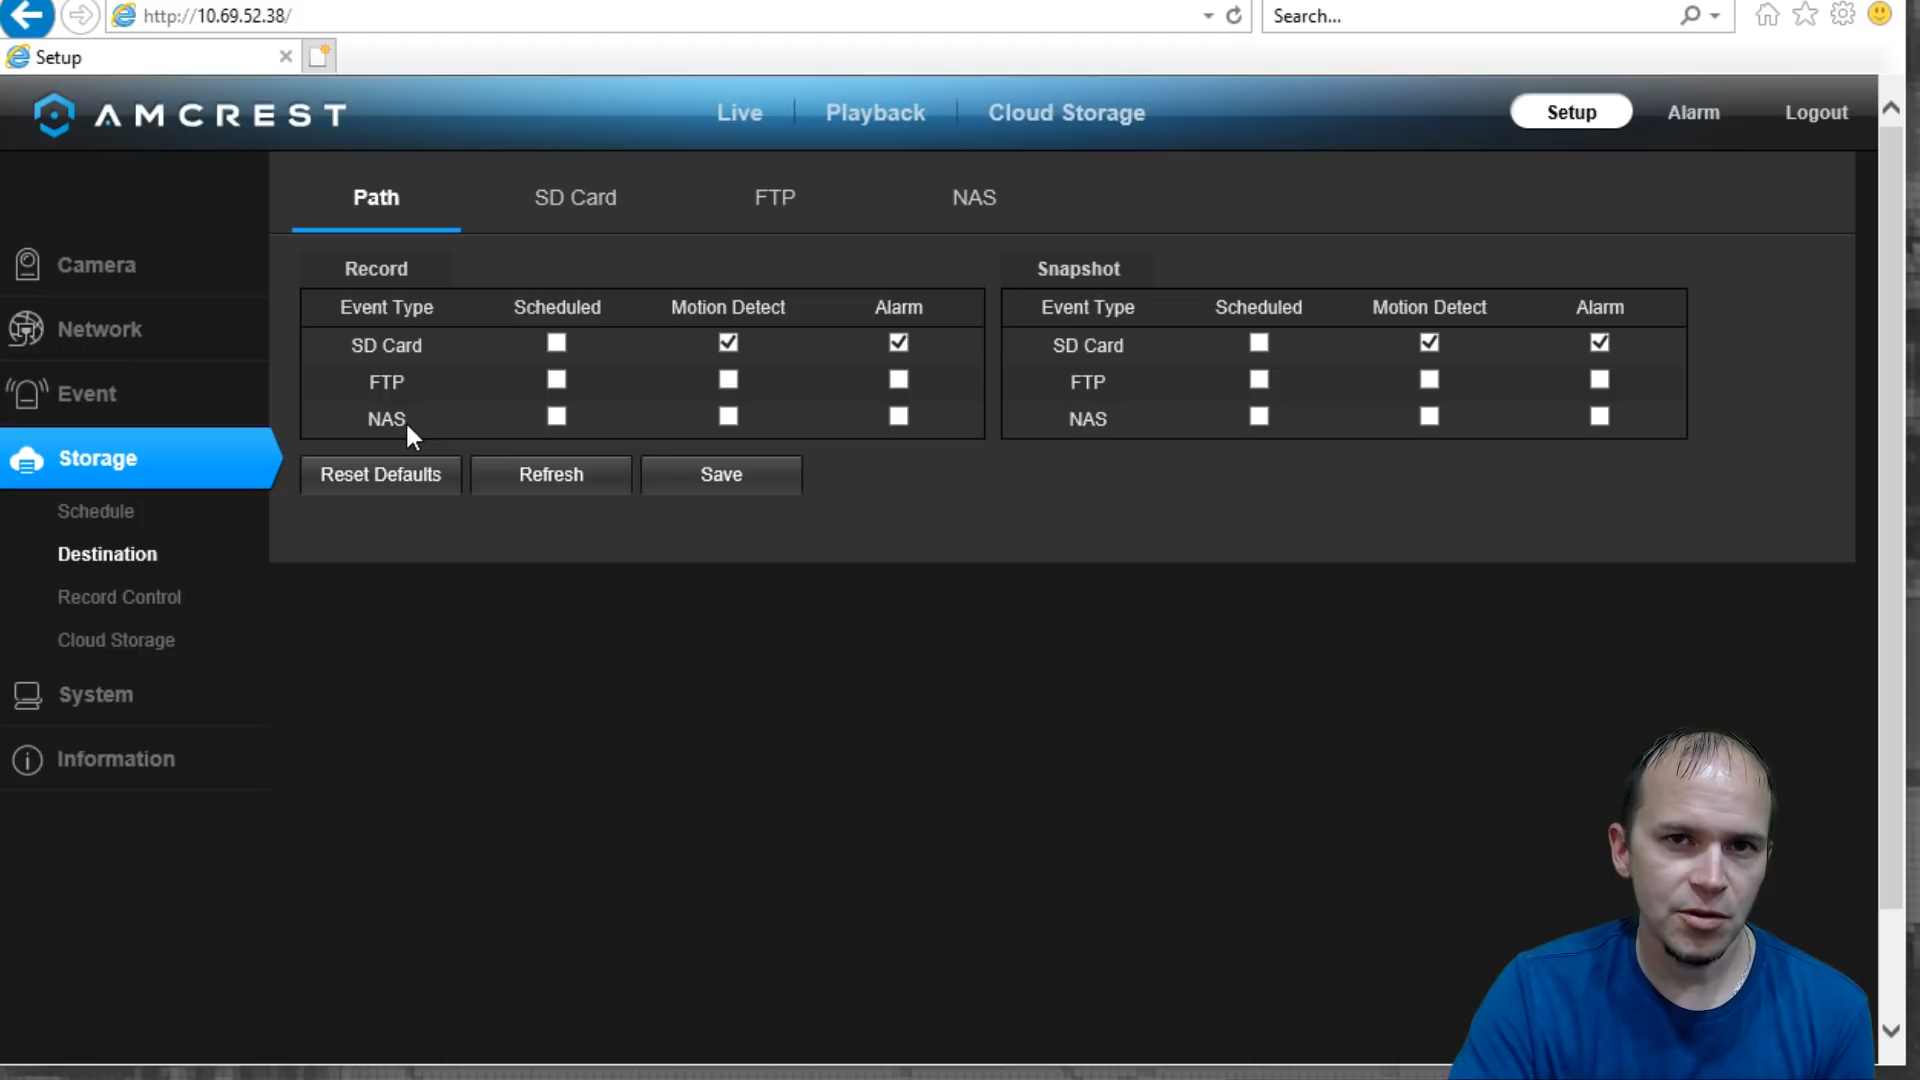 http://10.69.52.38/
Search...
Setup
AMCREST
Live
Playback
Cloud Storage
Setup
Alarm
Logout
Path
SD Card
FTP
NAS
Camera
Network
Event
Storage
Schedule
Destination
Record Control
Cloud Storage
System
Information
Record
Event Type Scheduled Motion Detect Alarm
SD Card
FTP
NAS
Snapshot
Event Type Scheduled Motion Detect Alarm
SD Card
FTP
NAS
Reset Defaults
Refresh
Save